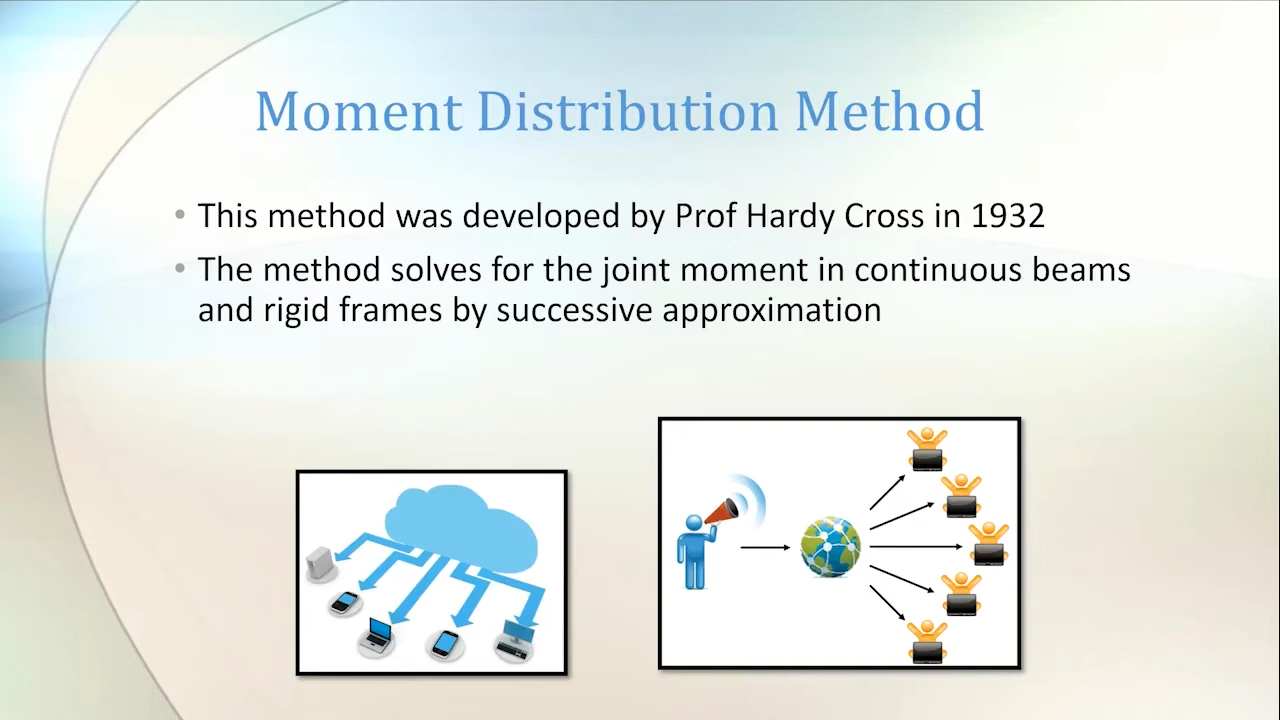 Moment Distribution Method
• This method was developed by Prof Hardy Cross in 1932
• The method solves for the joint moment in continuous beams
and rigid frames by successive approximation